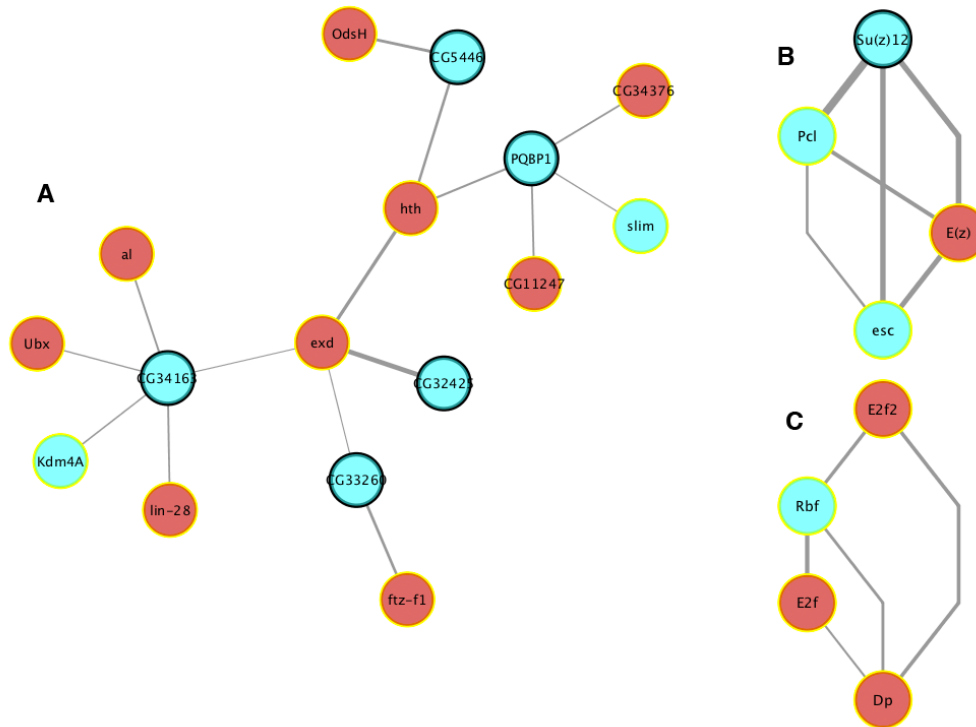 OdsH
CG5446
Su(z)12
B
CG34376
Pcl
PQBP1
A
hth
slim
E(z)
al
CG11247
Ubx
exd
esc
CG34163
CG32425
E2f2
C
Kdm4A
CG33260
Rbf
lin-28
ftz-f1
E2f
Dp